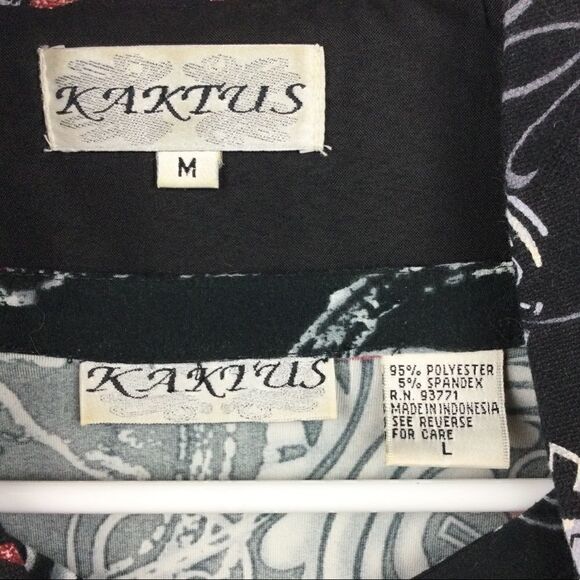 KAKTUS
M
KAKTUS
95% POLYESTER
5% SPANDEX
R.N. 93771
MADE IN INDONESIA
SEE REVERSE
FOR CARE
L